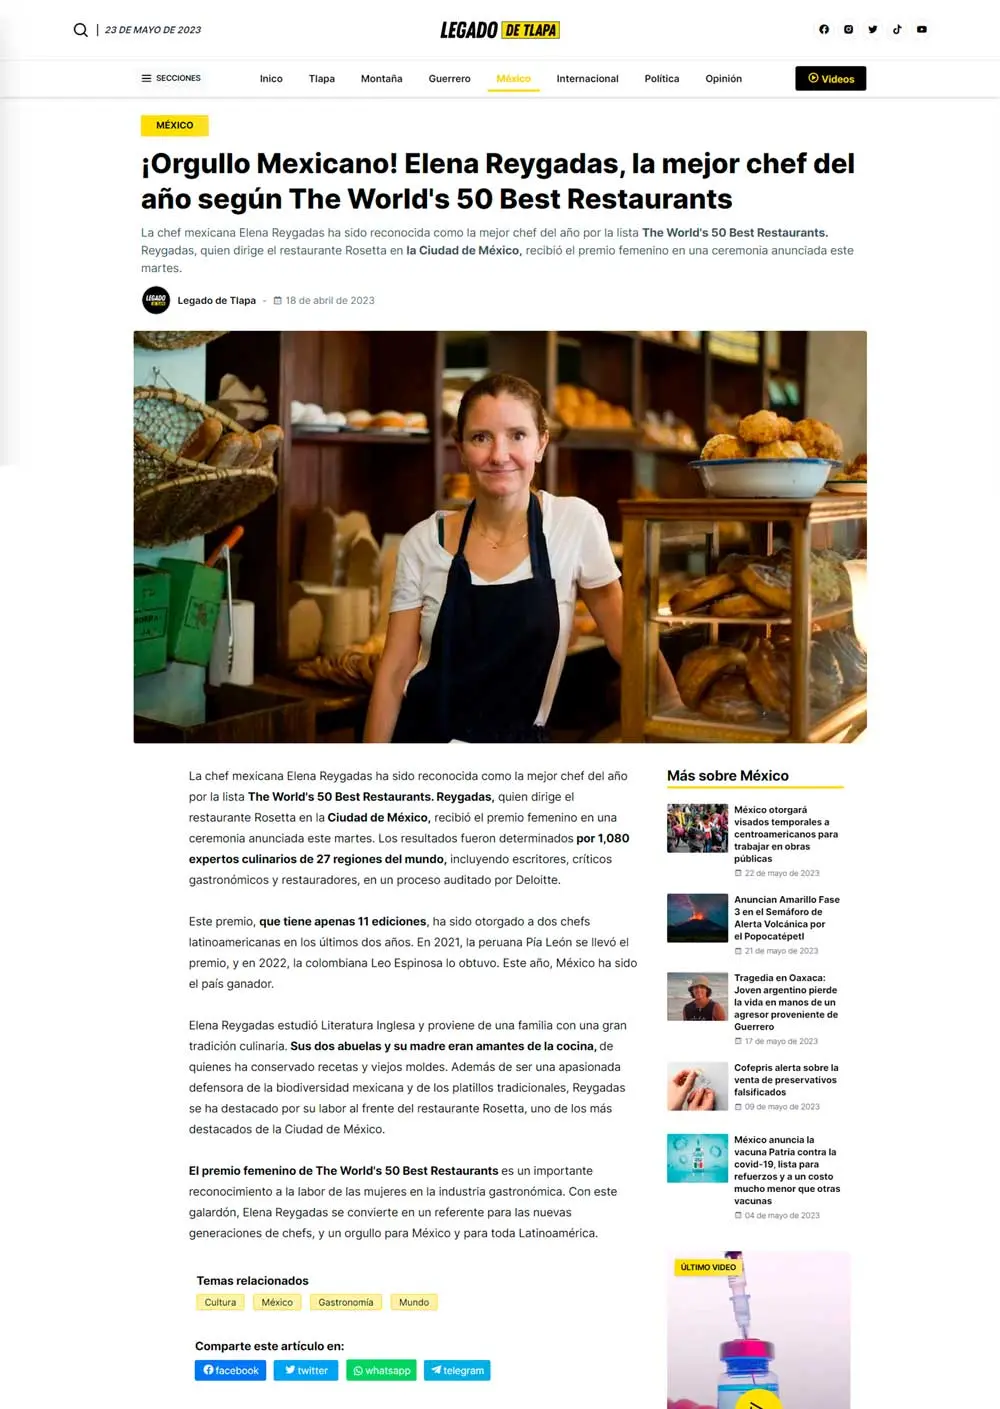 23 DE MAYO DE 2023
LEGADO DE TLAPA
SECCIONES
Inico
Tlapa
Montaña
Guerrero
México
Internacional
Política
Opinión
Videos
MÉXICO
¡Orgullo Mexicano! Elena Reygadas, la mejor chef del
año según The World's 50 Best Restaurants
La chef mexicana Elena Reygadas ha sido reconocida como la mejor chef del año por la lista The World's 50 Best Restaurants.
Reygadas, quien dirige el restaurante Rosetta en la Ciudad de México, recibió el premio femenino en una ceremonia anunciada este
martes.
Legado de Tlapa - 18 de abril de 2023
La chef mexicana Elena Reygadas ha sido reconocida como la mejor chef del año
por la lista The World's 50 Best Restaurants. Reygadas, quien dirige el
restaurante Rosetta en la Ciudad de México, recibió el premio femenino en una
ceremonia anunciada este martes. Los resultados fueron determinados por 1,080
expertos culinarios de 27 regiones del mundo, incluyendo escritores, críticos
gastronómicos y restauradores, en un proceso auditado por Deloitte.
Este premio, que tiene apenas 11 ediciones, ha sido otorgado a dos chefs
latinoamericanas en los últimos dos años. En 2021, la peruana Pía León se llevó el
premio, y en 2022, la colombiana Leo Espinosa lo obtuvo. Este año, México ha sido
el país ganador.
Elena Reygadas estudió Literatura Inglesa y proviene de una familia con una gran
tradición culinaria. Sus dos abuelas y su madre eran amantes de la cocina, de
quienes ha conservado recetas y viejos moldes. Además de ser una apasionada
defensora de la biodiversidad mexicana y de los platillos tradicionales, Reygadas
se ha destacado por su labor al frente del restaurante Rosetta, uno de los más
destacados de la Ciudad de México.
El premio femenino de The World's 50 Best Restaurants es un importante
reconocimiento a la labor de las mujeres en la industria gastronómica. Con este
galardón, Elena Reygadas se convierte en un referente para las nuevas
generaciones de chefs, y un orgullo para México y para toda Latinoamérica.
Temas relacionados
Cultura
México
Gastronomía
Mundo
Comparte este artículo en:
facebook
twitter
whatsapp
telegram
Más sobre México
México otorgará
visados temporales a
centroamericanos para
trabajar en obras
públicas
22 de mayo de 2023
Anuncian Amarillo Fase
3 en el Semáforo de
Alerta Volcánica por
el Popocatépetl
21 de mayo de 2023
Tragedia en Oaxaca:
Joven argentino pierde
la vida en manos de un
agresor proveniente de
Guerrero
17 de mayo de 2023
Cofepris alerta sobre la
venta de preservativos
falsificados
09 de mayo de 2023
México anuncia la
vacuna Patria contra la
covid-19, lista para
refuerzos y a un costo
mucho menor que otras
vacunas
04 de mayo de 2023
ÚLTIMO VIDEO